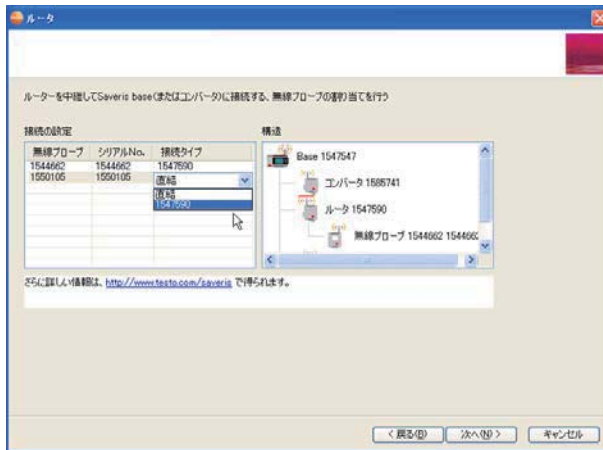 ルータ
ルーターを中継してSaveris base(またはコンバータ)に接続する、無線プローブの割り当てを行う
接続の設定
構造
無線プローブ シリアルNo. 接続タイプ
1544662 1544662 1547590
1550105 1550105 直結
直結
1547590
Base 1547547
コンバータ 1585741
ルータ 1547590
無線プローブ 1544662 154466
さらに詳しい情報は、http://www.testo.com/saveris で得られます。
< 戻る(B)
次へ(N) >
キャンセル